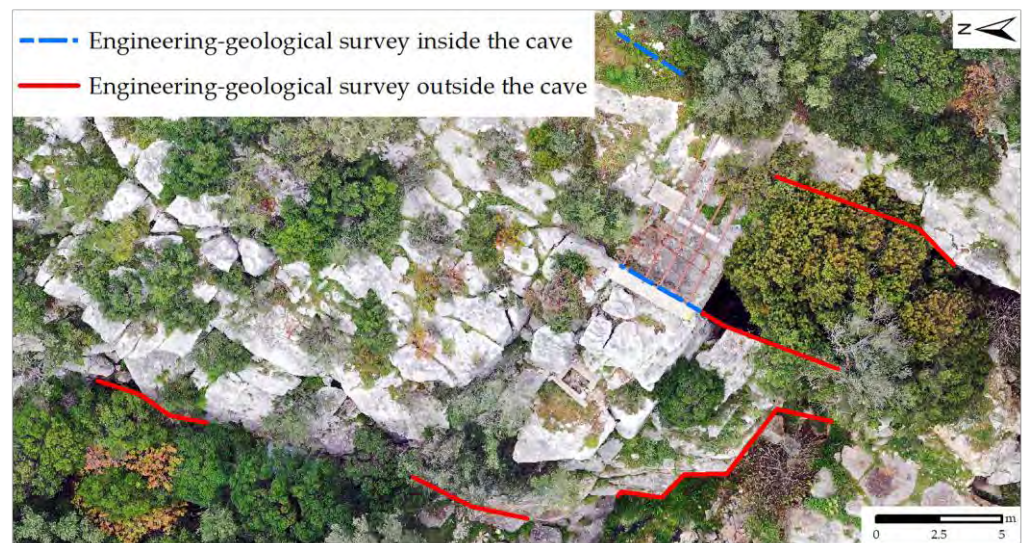 Engineering-geological survey inside the cave
Engineering-geological survey outside the cave
N
0 2.5 5 m